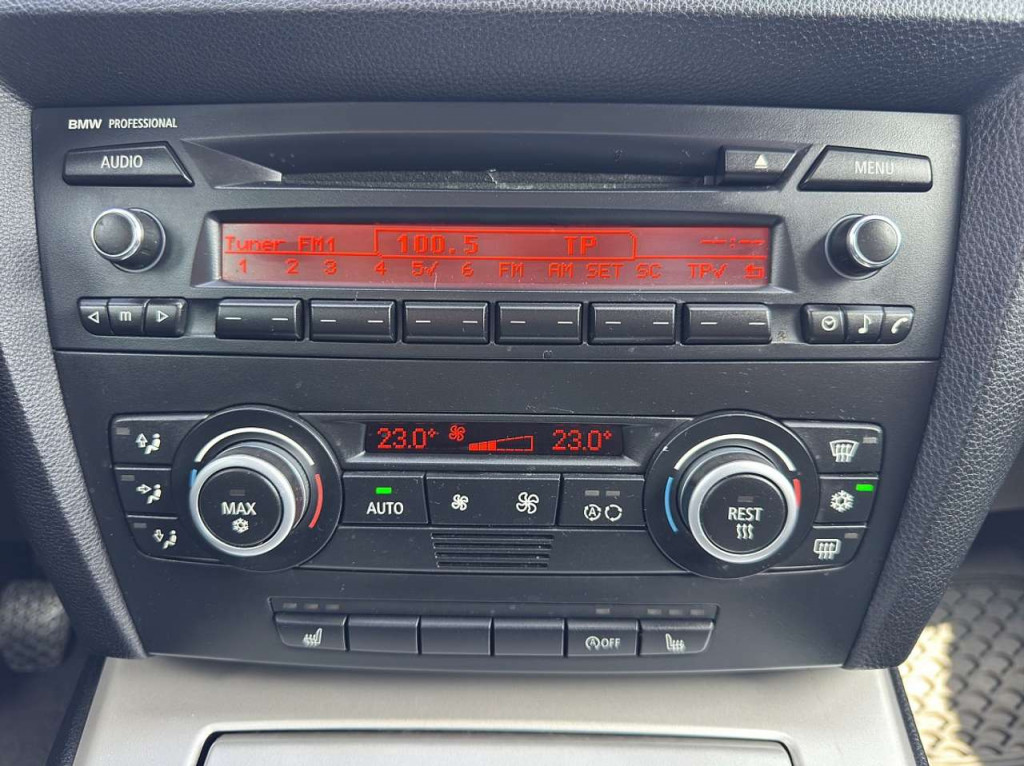 BMW PROFESSIONAL
AUDIO
MENU
Tuner FM1 100,5 TP --:--
1 2 3 4 5✓ 6 FM AM SET SC TP✓
m
23.0° 23.0°
MAX
AUTO
A
REST
A OFF